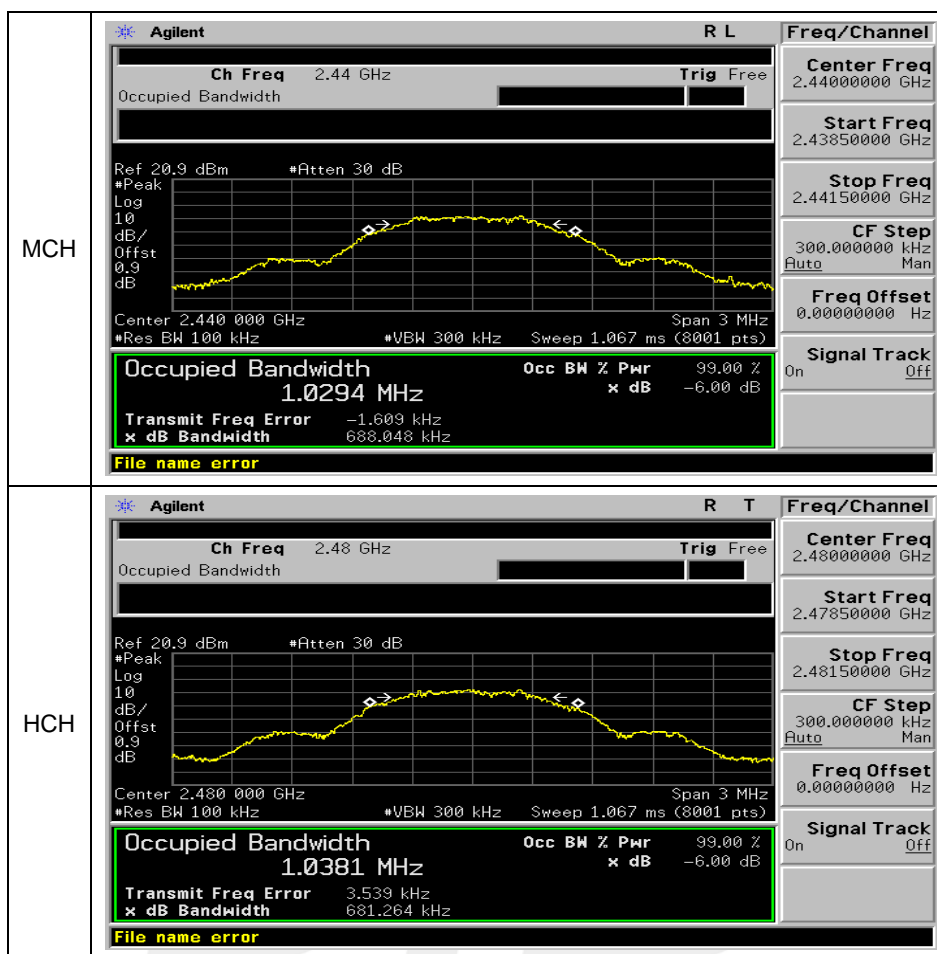 MCH
Agilent R L Freq/Channel
Ch Freq 2.44 GHz Trig Free
Occupied Bandwidth
Center Freq
2.44000000 GHz
Start Freq
2.43850000 GHz
Stop Freq
2.44150000 GHz
CF Step
300.000000 kHz
Auto Man
Freq Offset
0.00000000 Hz
Signal Track
On Off
Ref 20.9 dBm #Atten 30 dB
#Peak
Log
10
dB/
Offst
0.9
dB
Center 2.440 000 GHz Span 3 MHz
#Res BW 100 kHz #VBW 300 kHz Sweep 1.067 ms (8001 pts)
Occupied Bandwidth Occ BW % Pwr 99.00 %
1.0294 MHz x dB -6.00 dB
Transmit Freq Error -1.609 kHz
x dB Bandwidth 688.048 kHz
File name error
HCH
Agilent R T Freq/Channel
Ch Freq 2.48 GHz Trig Free
Occupied Bandwidth
Center Freq
2.48000000 GHz
Start Freq
2.47850000 GHz
Stop Freq
2.48150000 GHz
CF Step
300.000000 kHz
Auto Man
Freq Offset
0.00000000 Hz
Signal Track
On Off
Ref 20.9 dBm #Atten 30 dB
#Peak
Log
10
dB/
Offst
0.9
dB
Center 2.480 000 GHz Span 3 MHz
#Res BW 100 kHz #VBW 300 kHz Sweep 1.067 ms (8001 pts)
Occupied Bandwidth Occ BW % Pwr 99.00 %
1.0381 MHz x dB -6.00 dB
Transmit Freq Error 3.539 kHz
x dB Bandwidth 681.264 kHz
File name error